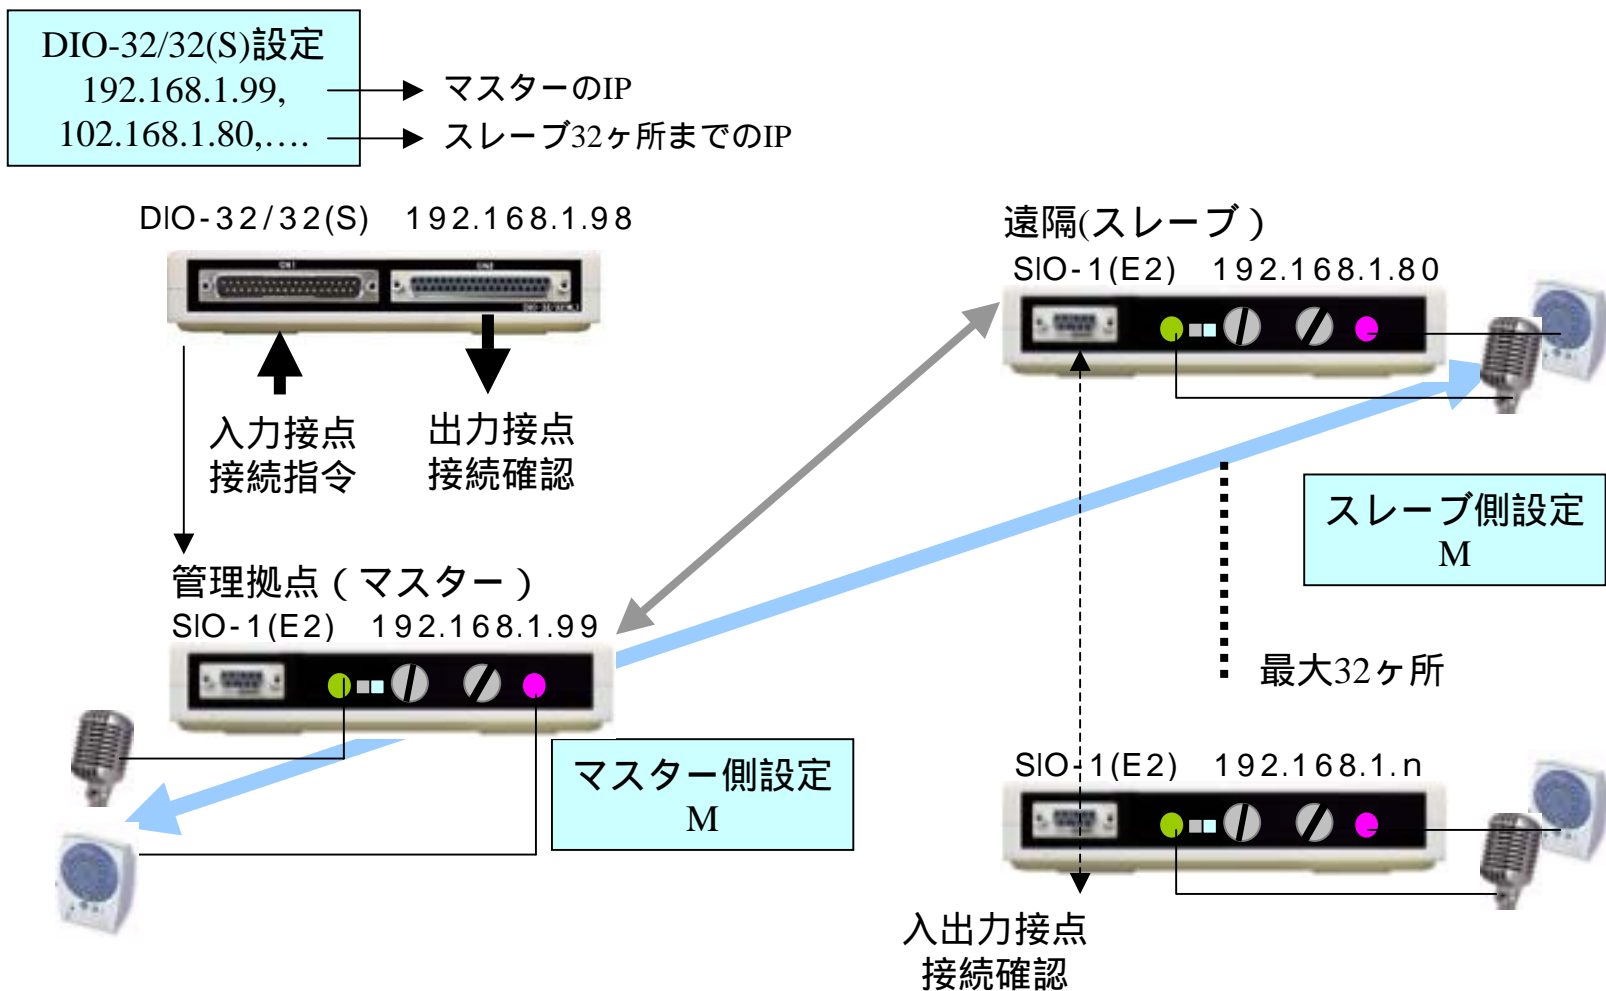 DIO-32/32(S)設定
192.168.1.99,
102.168.1.80,....
マスターのIP
スレーブ32ヶ所までのIP
DIO-32/32(S) 192.168.1.98
CN1
CN2
入力接点
接続指令
出力接点
接続確認
管理拠点(マスター)
SIO-1(E2) 192.168.1.99
マスター側設定
M
遠隔(スレーブ)
SIO-1(E2) 192.168.1.80
スレーブ側設定
M
最大32ヶ所
SIO-1(E2) 192.168.1.n
入出力接点
接続確認